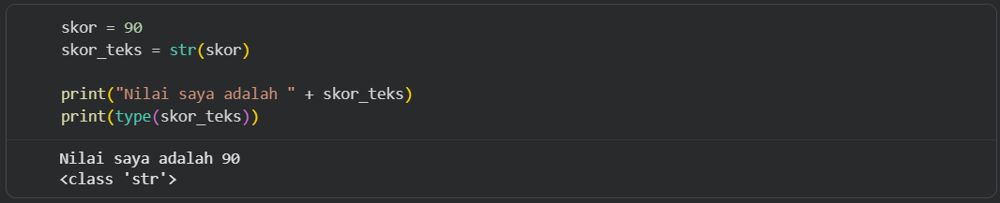 skor = 90
skor_teks = str(skor)
print("Nilai saya adalah " + skor_teks)
print(type(skor_teks))
Nilai saya adalah 90
<class 'str'>